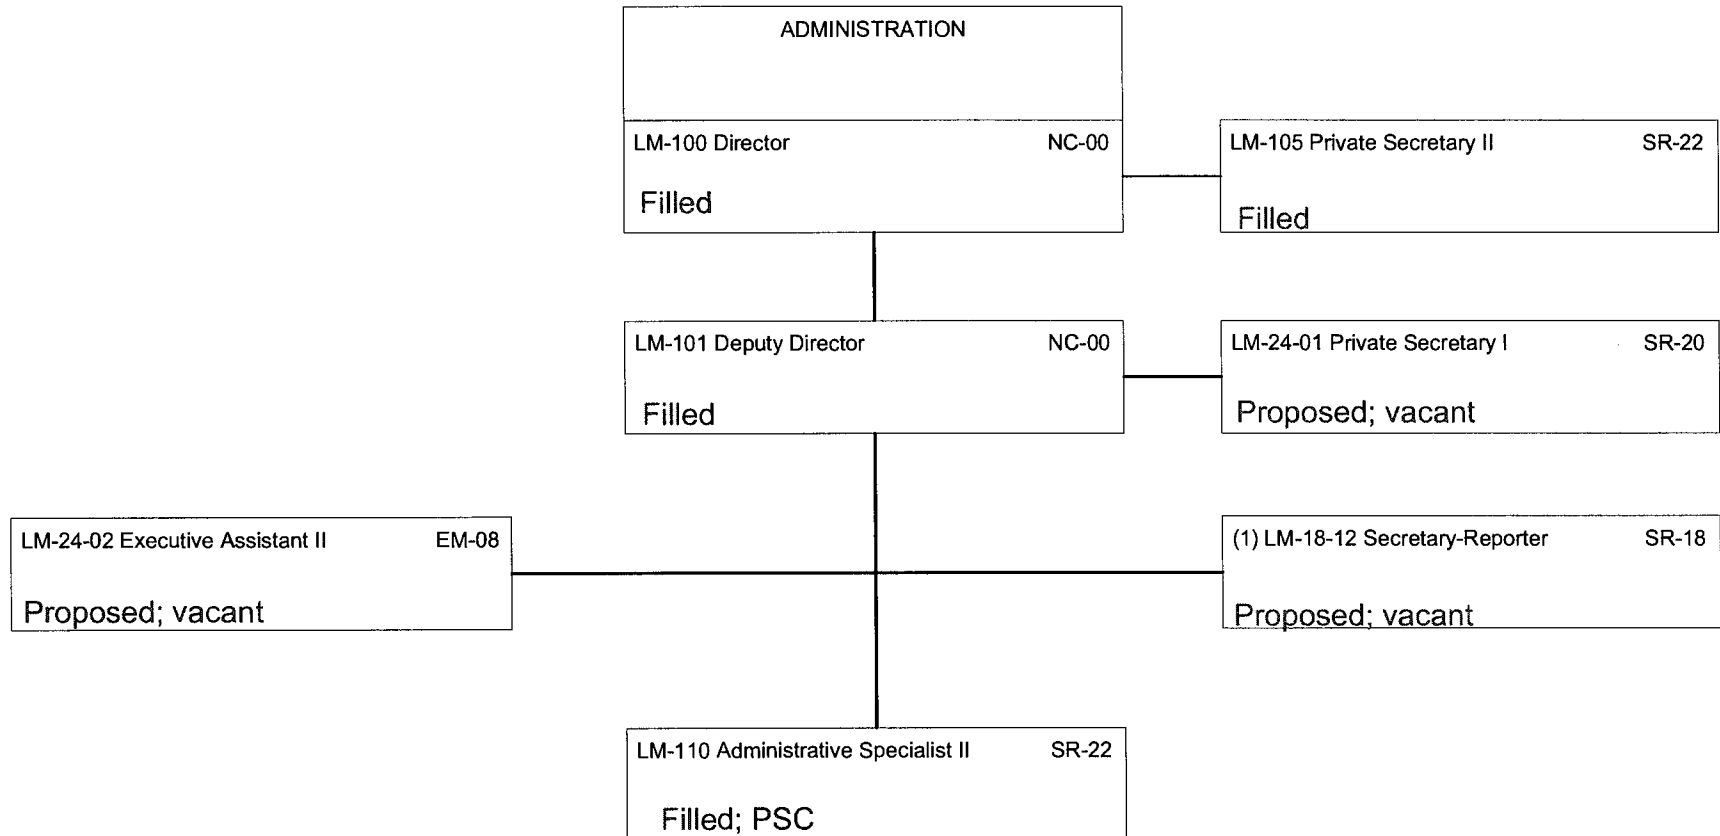 ADMINISTRATION
LM-100 Director NC-00
Filled
LM-105 Private Secretary II SR-22
Filled
LM-101 Deputy Director NC-00
Filled
LM-24-01 Private Secretary I SR-20
Proposed; vacant
LM-24-02 Executive Assistant II EM-08
Proposed; vacant
(1) LM-18-12 Secretary-Reporter SR-18
Proposed; vacant
LM-110 Administrative Specialist II SR-22
Filled; PSC